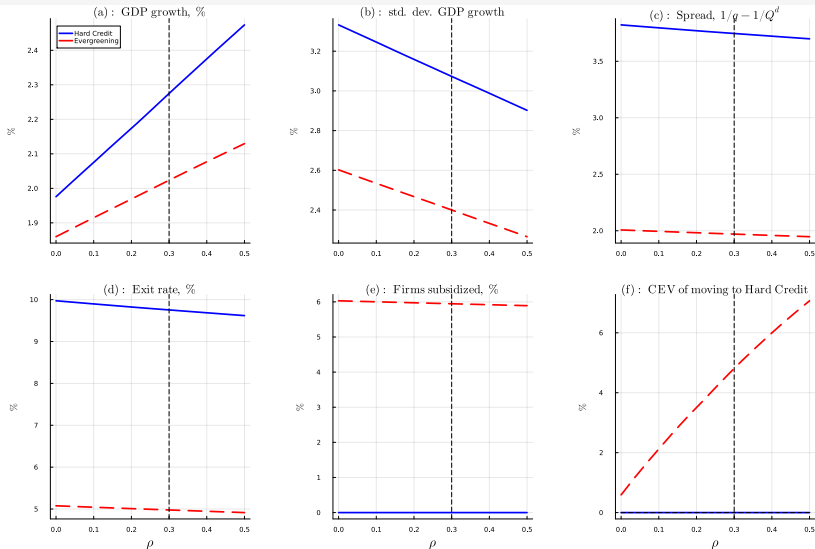 (a) : GDP growth, %
Hard Credit
Evergreening
2.4
2.3
2.2
2.1
2.0
1.9
%
0.0 0.1 0.2 0.3 0.4 0.5
(b) : std. dev. GDP growth
3.2
3.0
2.8
2.6
2.4
%
0.0 0.1 0.2 0.3 0.4 0.5
(c) : Spread, 1/q − 1/Q^d
3.5
3.0
2.5
2.0
%
0.0 0.1 0.2 0.3 0.4 0.5
(d) : Exit rate, %
10
9
8
7
6
5
%
0.0 0.1 0.2 0.3 0.4 0.5
ρ
(e) : Firms subsidized, %
6
5
4
3
2
1
0
%
0.0 0.1 0.2 0.3 0.4 0.5
ρ
(f) : CEV of moving to Hard Credit
6
4
2
0
%
0.0 0.1 0.2 0.3 0.4 0.5
ρ